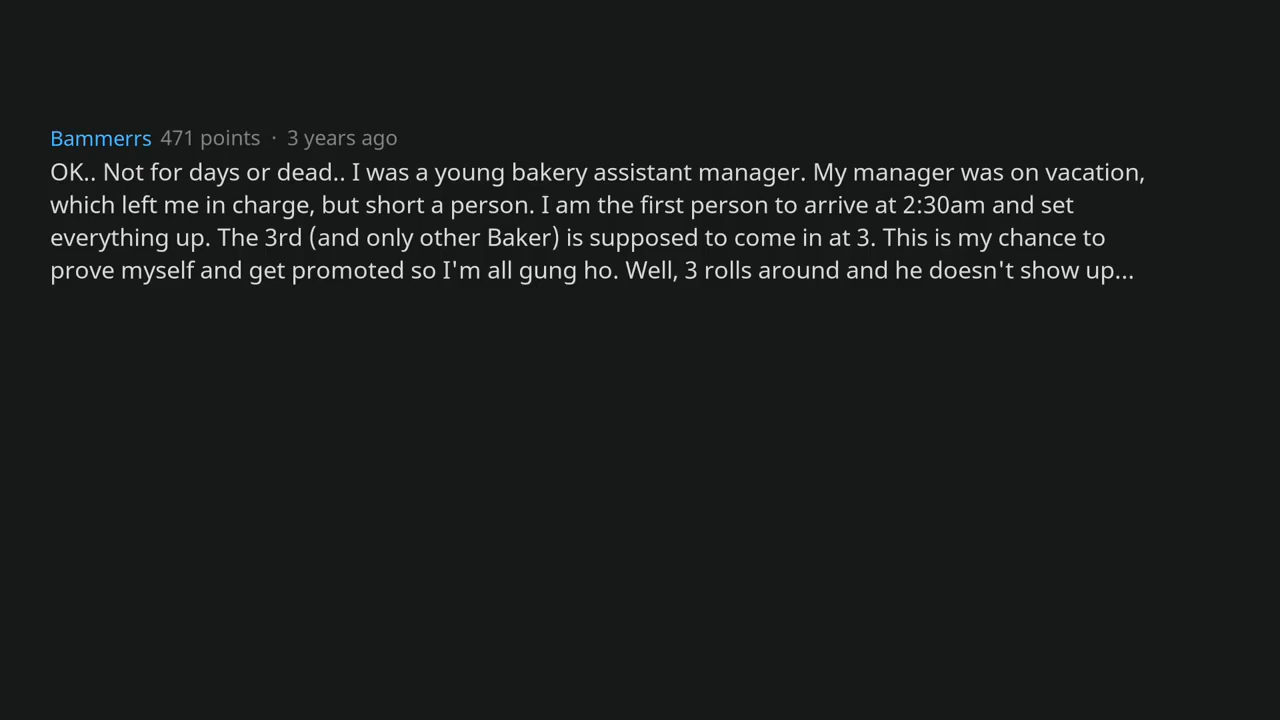 Bammerrs 471 points · 3 years ago
OK.. Not for days or dead.. I was a young bakery assistant manager. My manager was on vacation,
which left me in charge, but short a person. I am the first person to arrive at 2:30am and set
everything up. The 3rd (and only other Baker) is supposed to come in at 3. This is my chance to
prove myself and get promoted so I'm all gung ho. Well, 3 rolls around and he doesn't show up...